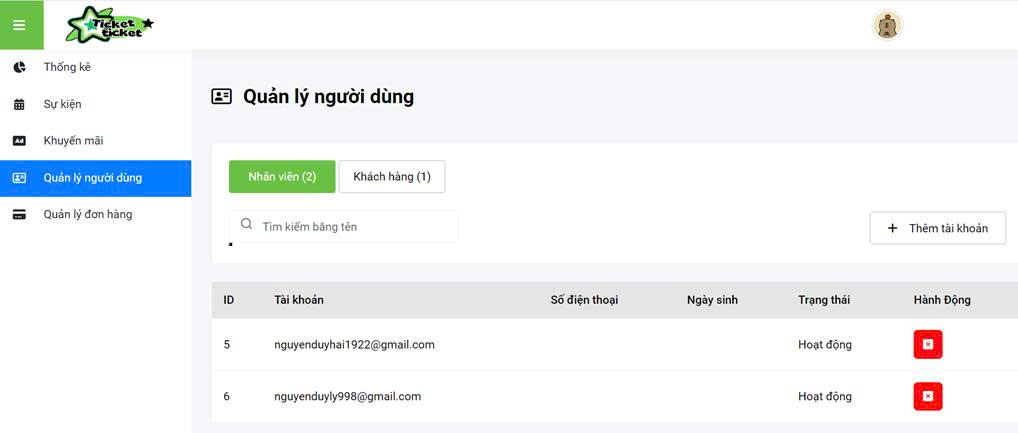 Ticket
ticket
Thống kê
Sự kiện
Ad Khuyến mãi
Quản lý người dùng
Quản lý đơn hàng
Quản lý người dùng
Nhân viên (2) Khách hàng (1)
Tìm kiếm bằng tên
+ Thêm tài khoản
ID Tài khoản Số điện thoại Ngày sinh Trạng thái Hành Động
5 nguyenduyhai1922@gmail.com Hoạt động
6 nguyenduyly998@gmail.com Hoạt động